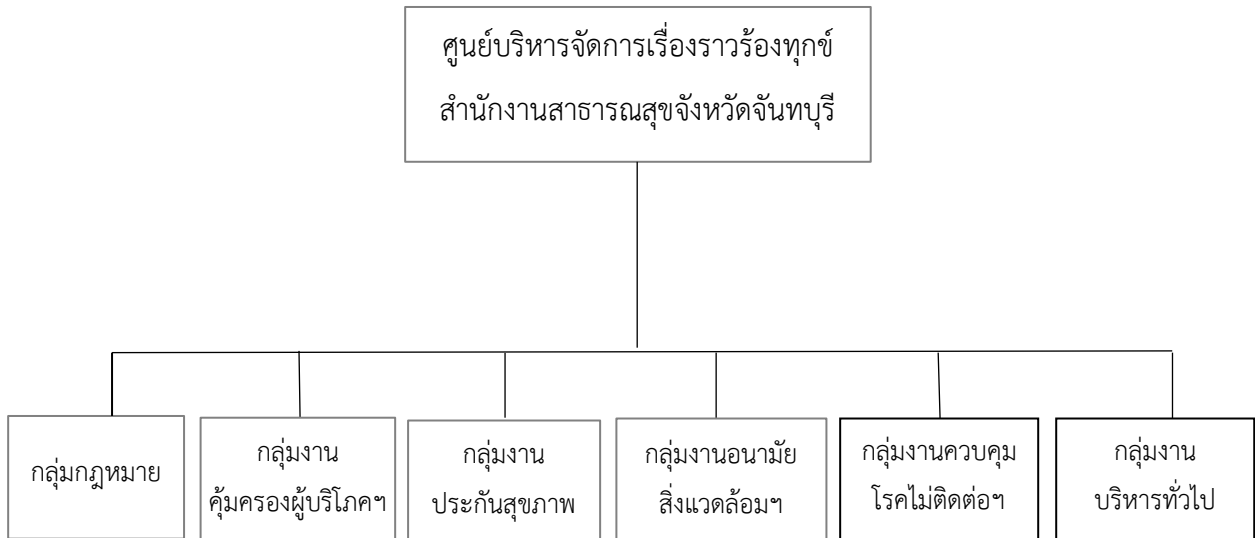 ศูนย์บริหารจัดการเรื่องราวร้องทุกข์
สำนักงานสาธารณสุขจังหวัดจันทบุรี
กลุ่มกฎหมาย
กลุ่มงาน
คุ้มครองผู้บริโภคฯ
กลุ่มงาน
ประกันสุขภาพ
กลุ่มงานอนามัย
สิ่งแวดล้อมฯ
กลุ่มงานควบคุม
โรคไม่ติดต่อฯ
กลุ่มงาน
บริหารทั่วไป